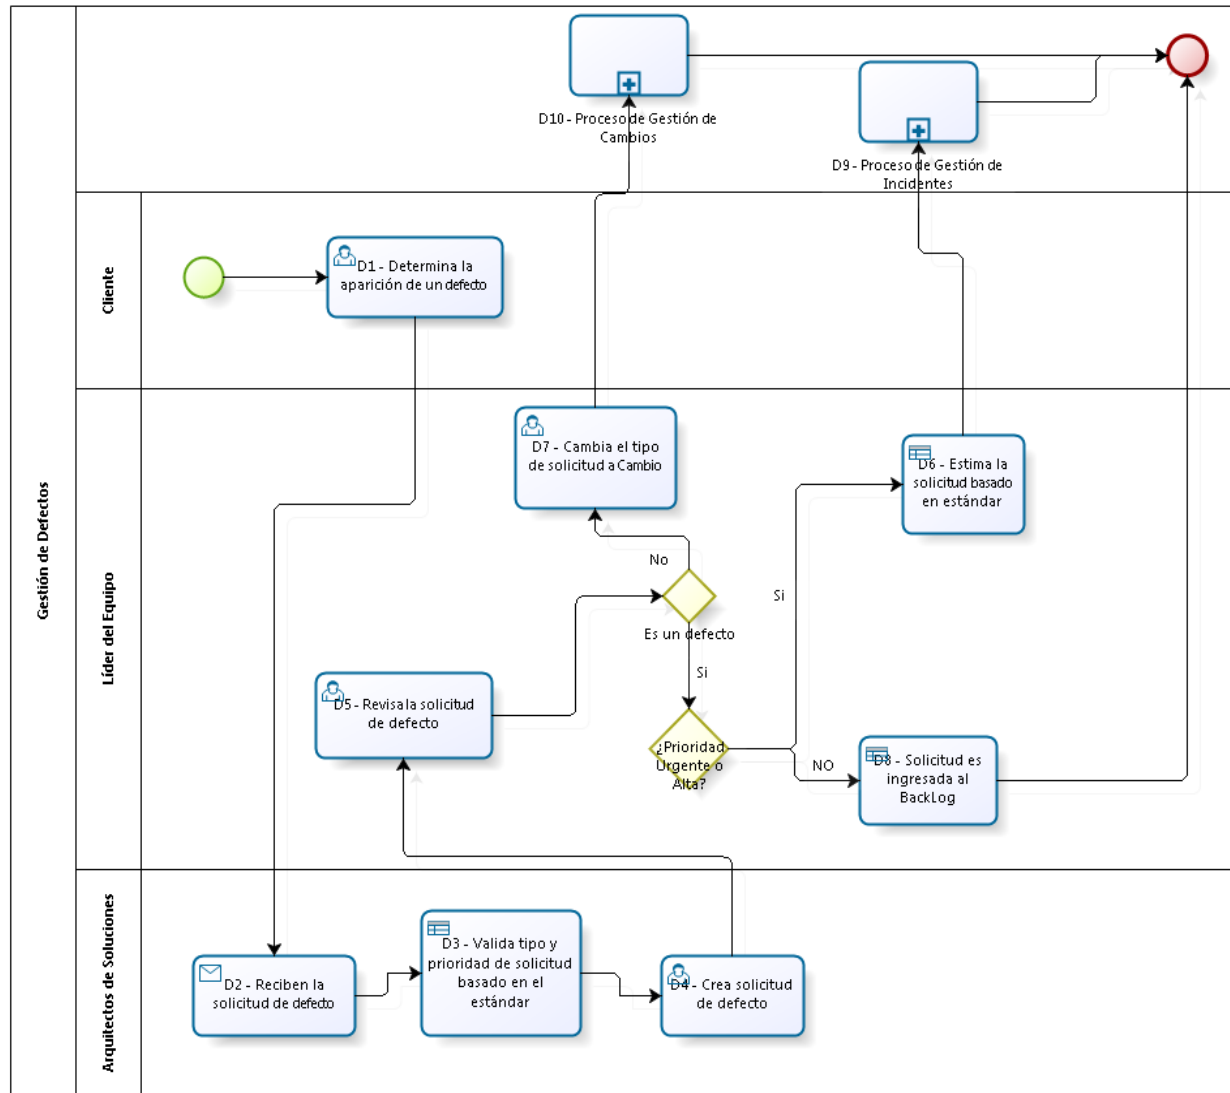 Gestión de Defectos
D10 - Proceso de Gestión de
Cambios
D9 - Proceso de Gestión de
Incidentes
Cliente
D1 - Determina la
aparición de un defecto
Líder del Equipo
D7 - Cambia el tipo
de solicitud a Cambio
D6 - Estima la
solicitud basado
en estándar
No
Es un defecto
Si
Si
D5 - Revisa la solicitud
de defecto
¿Prioridad
Urgente o
Alta?
NO
D8 - Solicitud es
ingresada al
BackLog
Arquitectos de Soluciones
D2 - Reciben la
solicitud de defecto
D3 - Valida tipo y
prioridad de solicitud
basado en el
estándar
D4 - Crea solicitud
de defecto